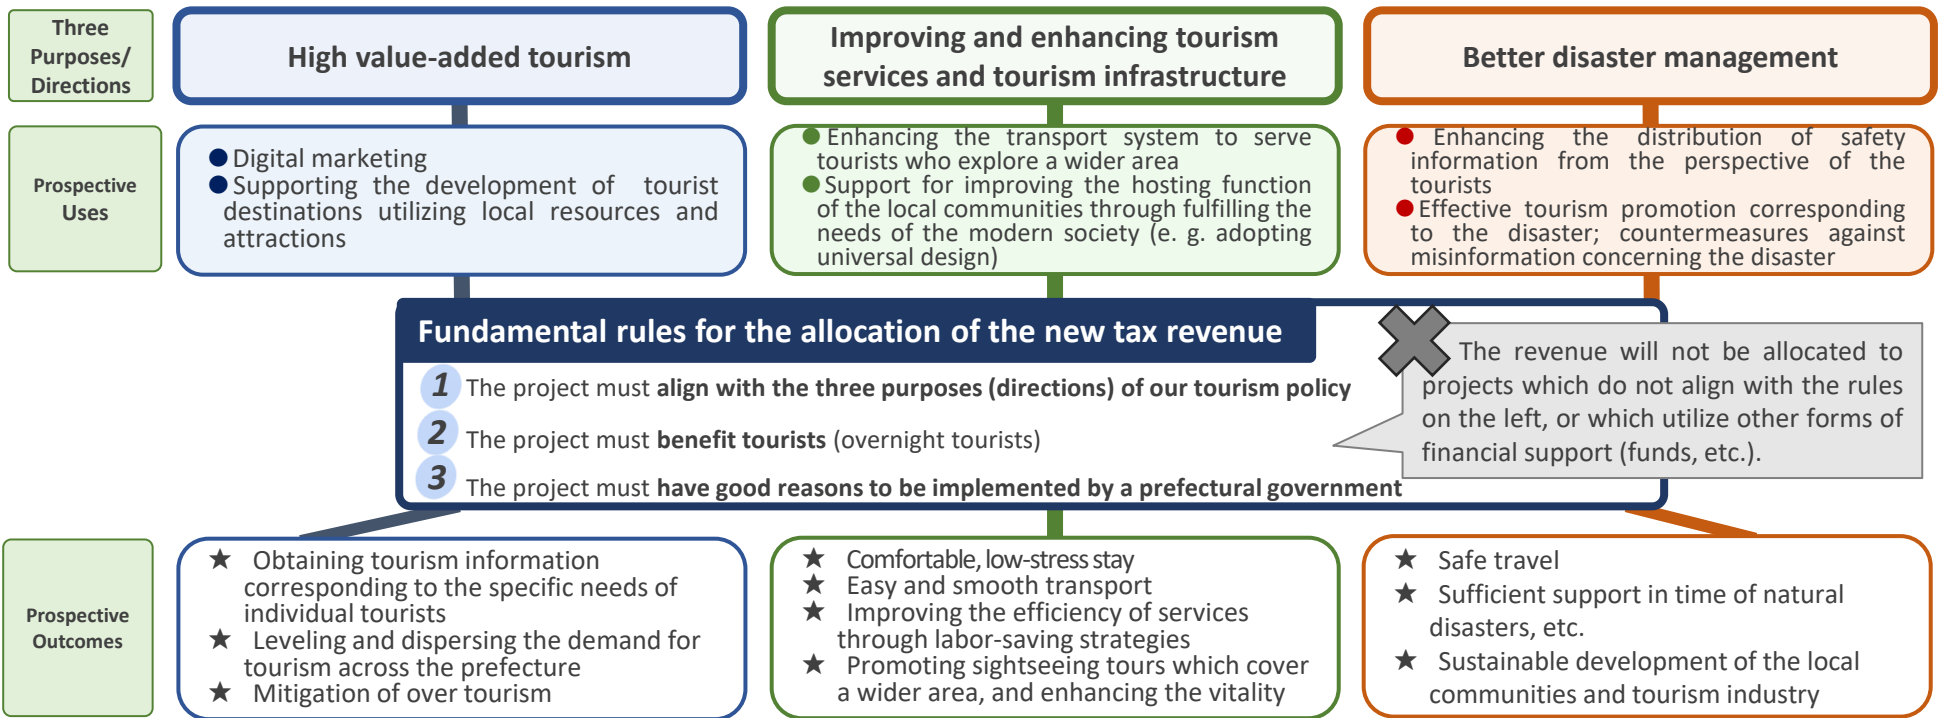 Three
Purposes/
Directions
High value-added tourism
Improving and enhancing tourism
services and tourism infrastructure
Better disaster management
Prospective
Uses
● Digital marketing
● Supporting the development of tourist
destinations utilizing local resources and
attractions
● Enhancing the transport system to serve
tourists who explore a wider area
● Support for improving the hosting function
of the local communities through fulfilling the
needs of the modern society (e. g. adopting
universal design)
● Enhancing the distribution of safety
information from the perspective of the
tourists
● Effective tourism promotion corresponding
to the disaster; countermeasures against
misinformation concerning the disaster
Fundamental rules for the allocation of the new tax revenue
1 The project must align with the three purposes (directions) of our tourism policy
2 The project must benefit tourists (overnight tourists)
3 The project must have good reasons to be implemented by a prefectural government
The revenue will not be allocated to
projects which do not align with the rules
on the left, or which utilize other forms of
financial support (funds, etc.).
Prospective
Outcomes
★ Obtaining tourism information
corresponding to the specific needs of
individual tourists
★ Leveling and dispersing the demand for
tourism across the prefecture
★ Mitigation of over tourism
★ Comfortable, low-stress stay
★ Easy and smooth transport
★ Improving the efficiency of services
through labor-saving strategies
★ Promoting sightseeing tours which cover
a wider area, and enhancing the vitality
★ Safe travel
★ Sufficient support in time of natural
disasters, etc.
★ Sustainable development of the local
communities and tourism industry